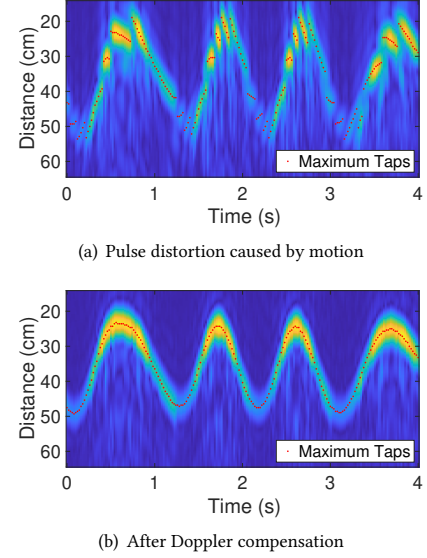 20
30
40
50
60
Distance (cm)
Maximum Taps
0 1 2 3 4
Time (s)
(a) Pulse distortion caused by motion
20
30
40
50
60
Distance (cm)
Maximum Taps
0 1 2 3 4
Time (s)
(b) After Doppler compensation